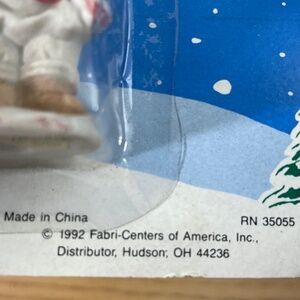 Made in China
RN 35055
© 1992 Fabri-Centers of America, Inc.,
Distributor, Hudson, OH 44236